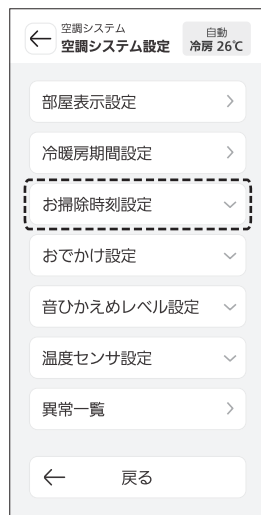 空調システム
空調システム設定
自動
冷房 26℃
部屋表示設定
冷暖房期間設定
お掃除時刻設定
おでかけ設定
音ひかえめレベル設定
温度センサ設定
異常一覧
戻る